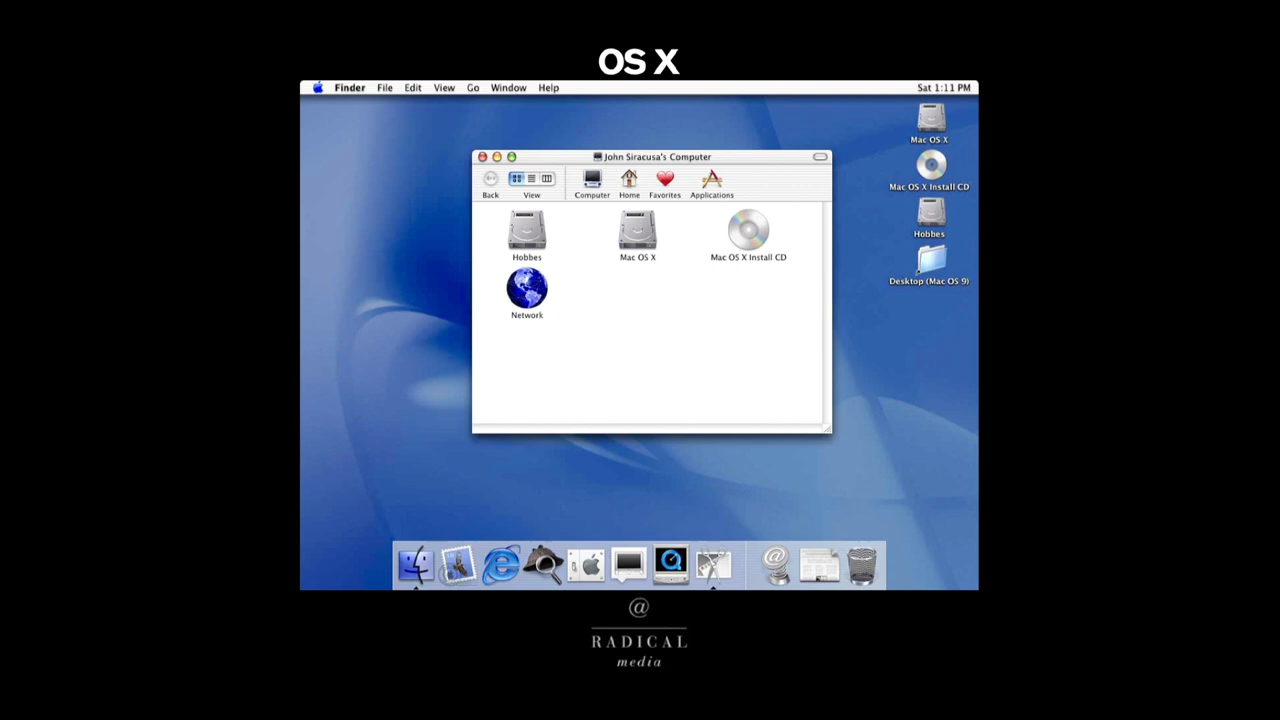 OS X
Finder File Edit View Go Window Help Sat 1:11 PM
Mac OS X
John Siracusa's Computer
Mac OS X Install CD
Back View Computer Home Favorites Applications
Hobbes
Hobbes Mac OS X Mac OS X Install CD
Desktop (Mac OS 9)
Network
@
RADICAL
media